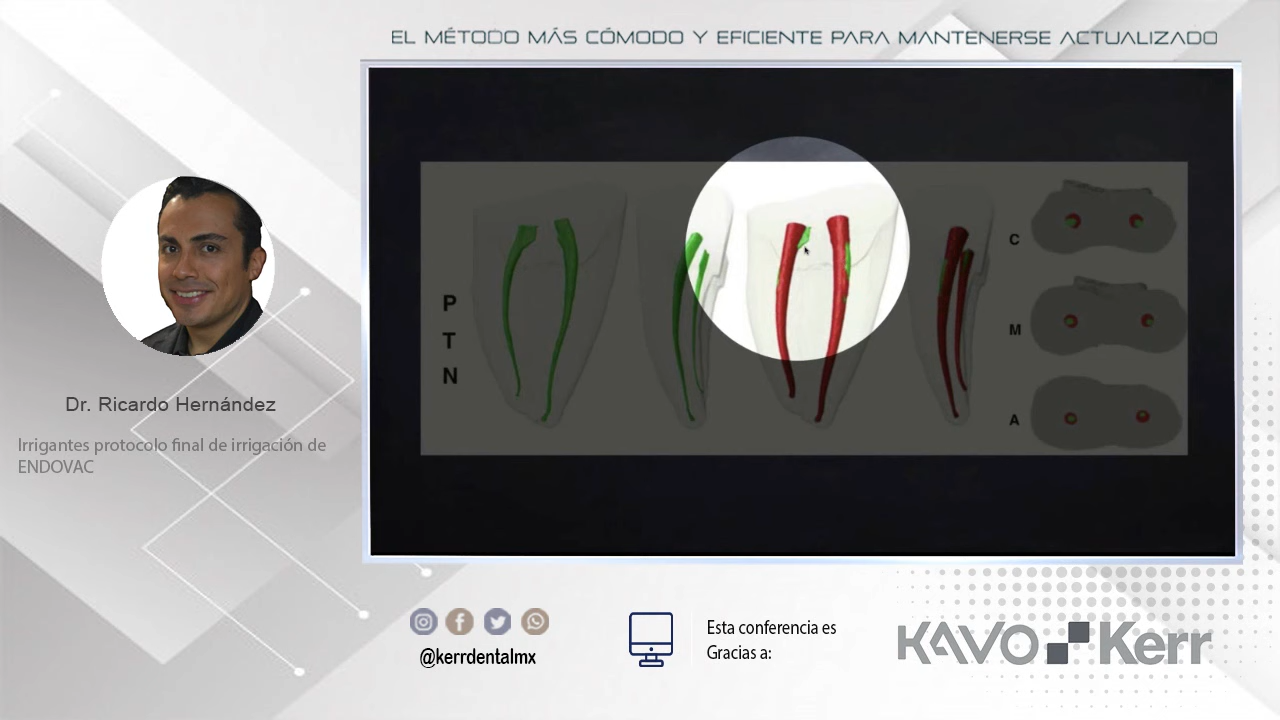 EL MÉTODO MÁS CÓMODO Y EFICIENTE PARA MANTENERSE ACTUALIZADO
P
T
N
C
M
A
Dr. Ricardo Hernández
Irrigantes protocolo final de irrigación de
ENDOVAC
@kerrdentalmx
Esta conferencia es
Gracias a:
KAVO Kerr